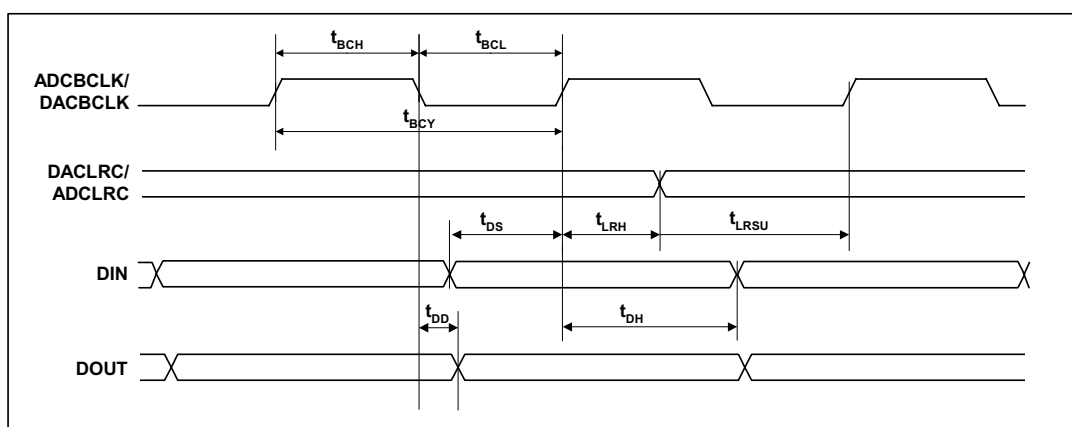 tBCH
tBCL
ADCBCLK/
DACBCLK
tBCY
DACLRC/
ADCLRC
tDS
tLRH
tLRSU
DIN
tDD
tDH
DOUT